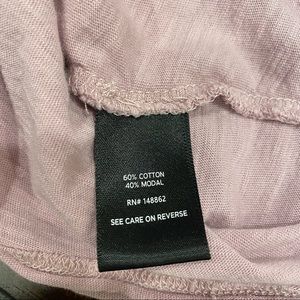 60% COTTON
40% MODAL
RN# 148862
SEE CARE ON REVERSE